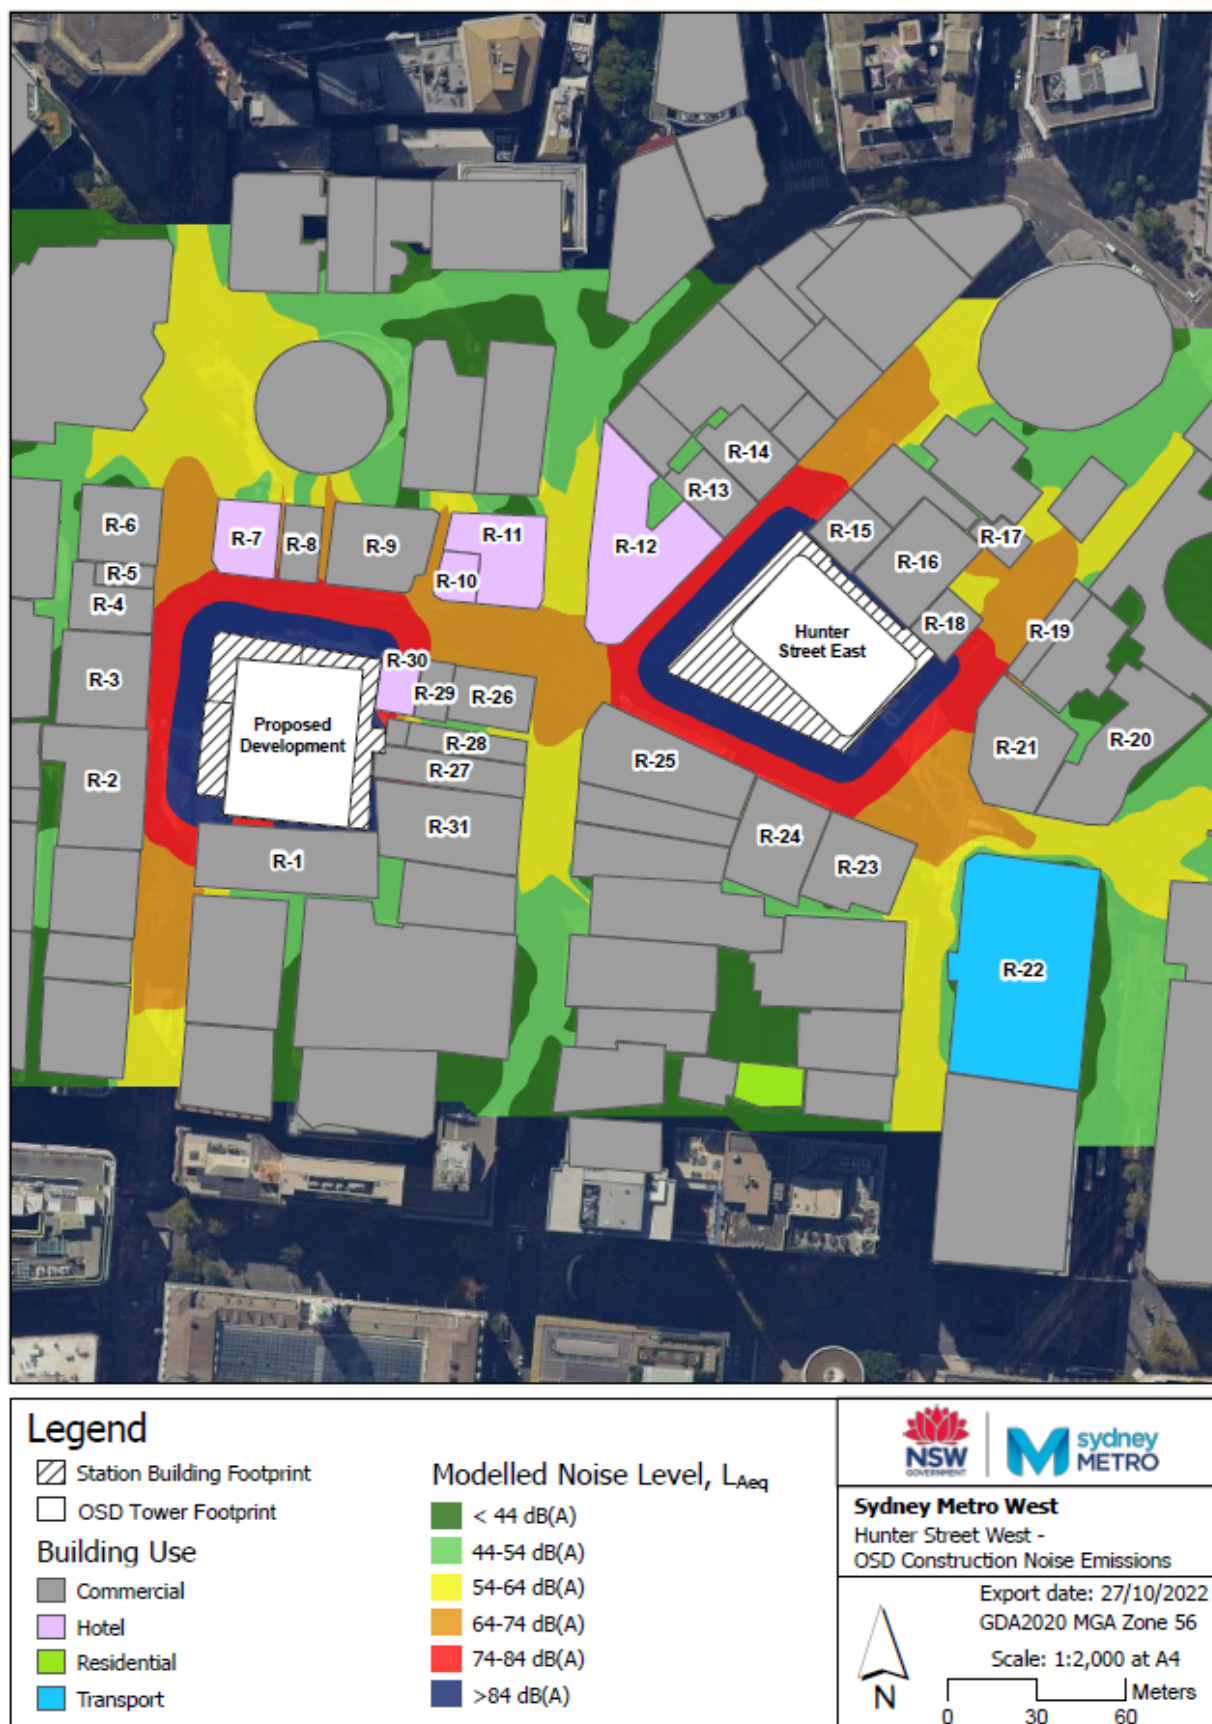 R-14
R-13
R-6
R-7
R-8
R-9
R-11
R-12
R-15
R-17
R-16
R-5
R-10
R-4
R-18
R-19
Hunter
Street East
R-3
R-30
R-29
R-26
Proposed
Development
R-28
R-27
R-2
R-25
R-21
R-20
R-31
R-24
R-1
R-23
R-22
Legend
Station Building Footprint
OSD Tower Footprint
Building Use
Commercial
Hotel
Residential
Transport
Modelled Noise Level, LAeq
< 44 dB(A)
44-54 dB(A)
54-64 dB(A)
64-74 dB(A)
74-84 dB(A)
>84 dB(A)
NSW
GOVERNMENT
sydney
METRO
Sydney Metro West
Hunter Street West -
OSD Construction Noise Emissions
Export date: 27/10/2022
GDA2020 MGA Zone 56
Scale: 1:2,000 at A4
Meters
N
0 30 60